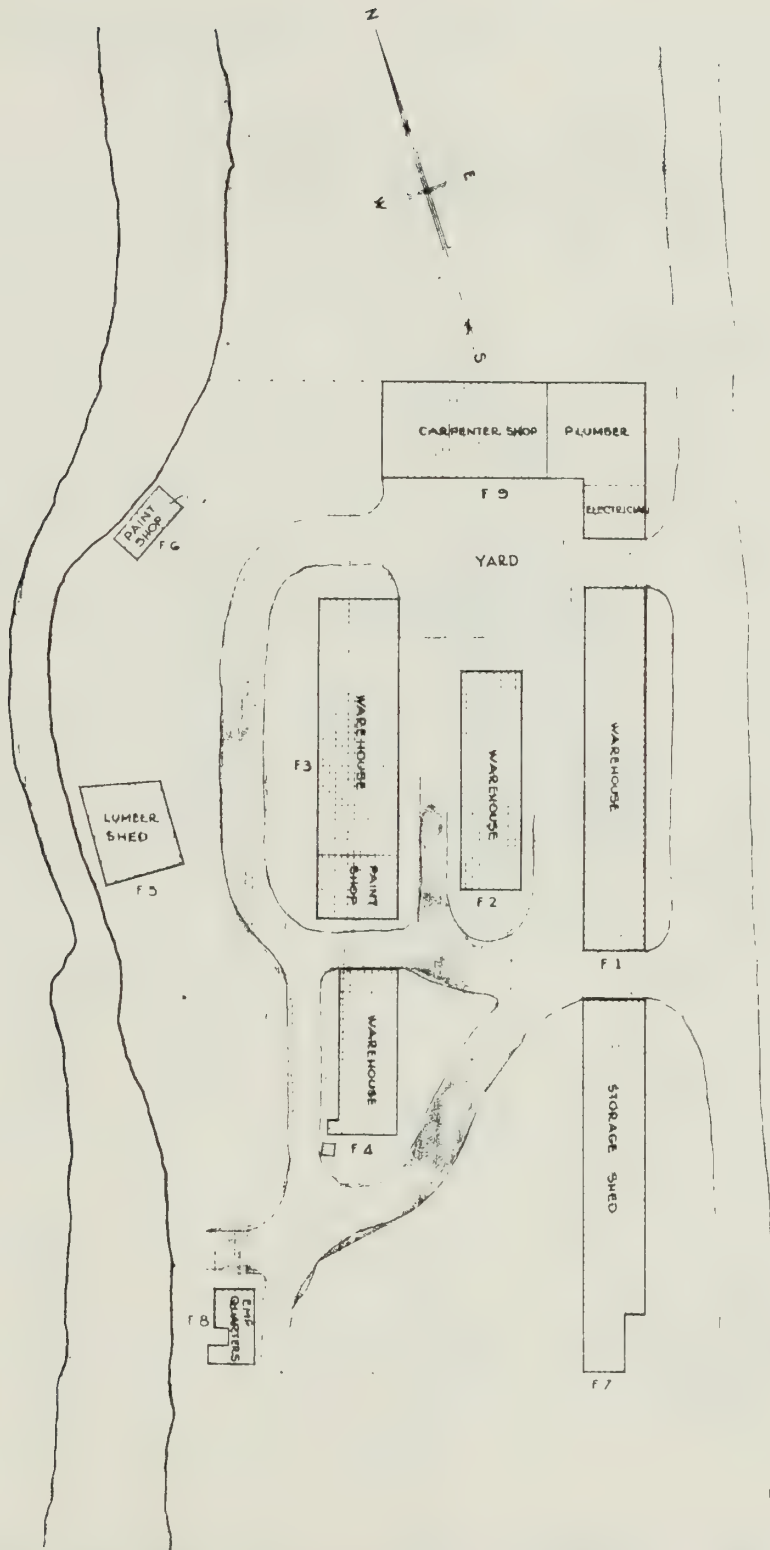 N
E
W
S
CARPENTER SHOP
PLUMBER
F 9
ELECTRICIAN
PAINT
SHOP
F 6
YARD
WAREHOUSE
F 3
PAINT
SHOP
WAREHOUSE
F 2
WAREHOUSE
F 1
LUMBER
SHED
F 5
WAREHOUSE
F 4
STORAGE SHED
F 7
EMP
QUARTERS
F 8